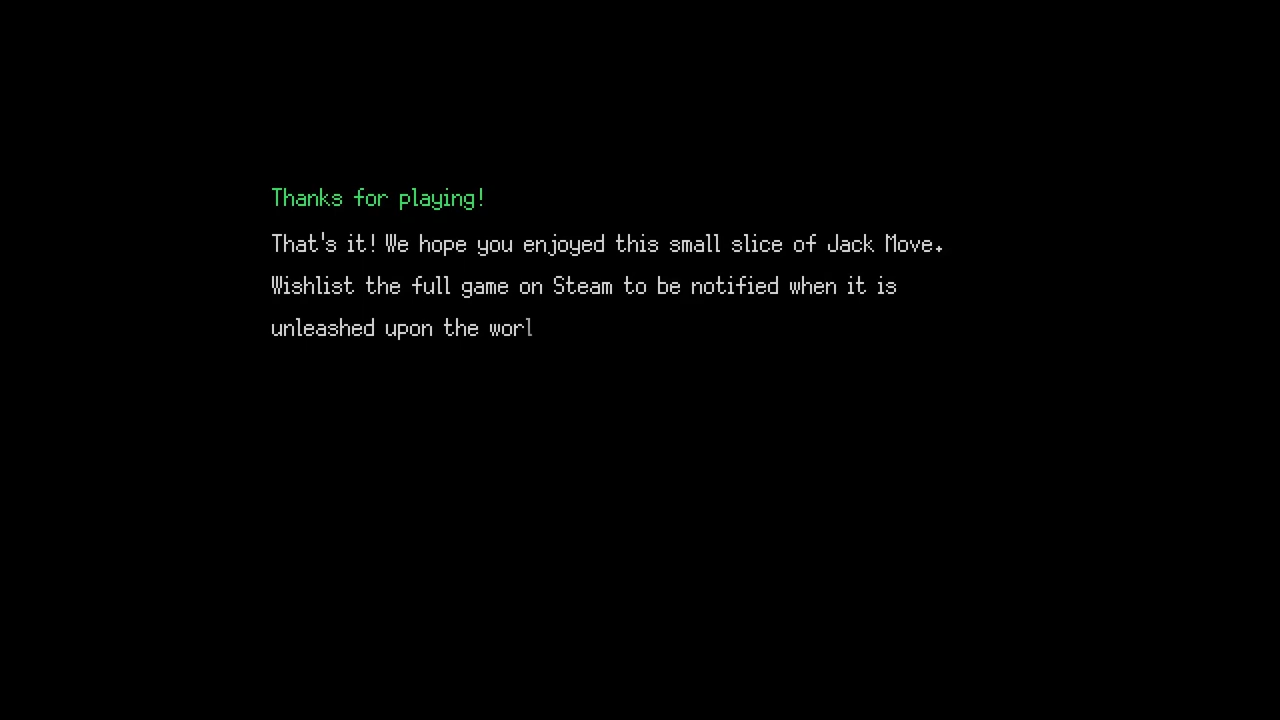 Thanks for playing!
That's it! We hope you enjoyed this small slice of Jack Move.
Wishlist the full game on Steam to be notified when it is
unleashed upon the worl